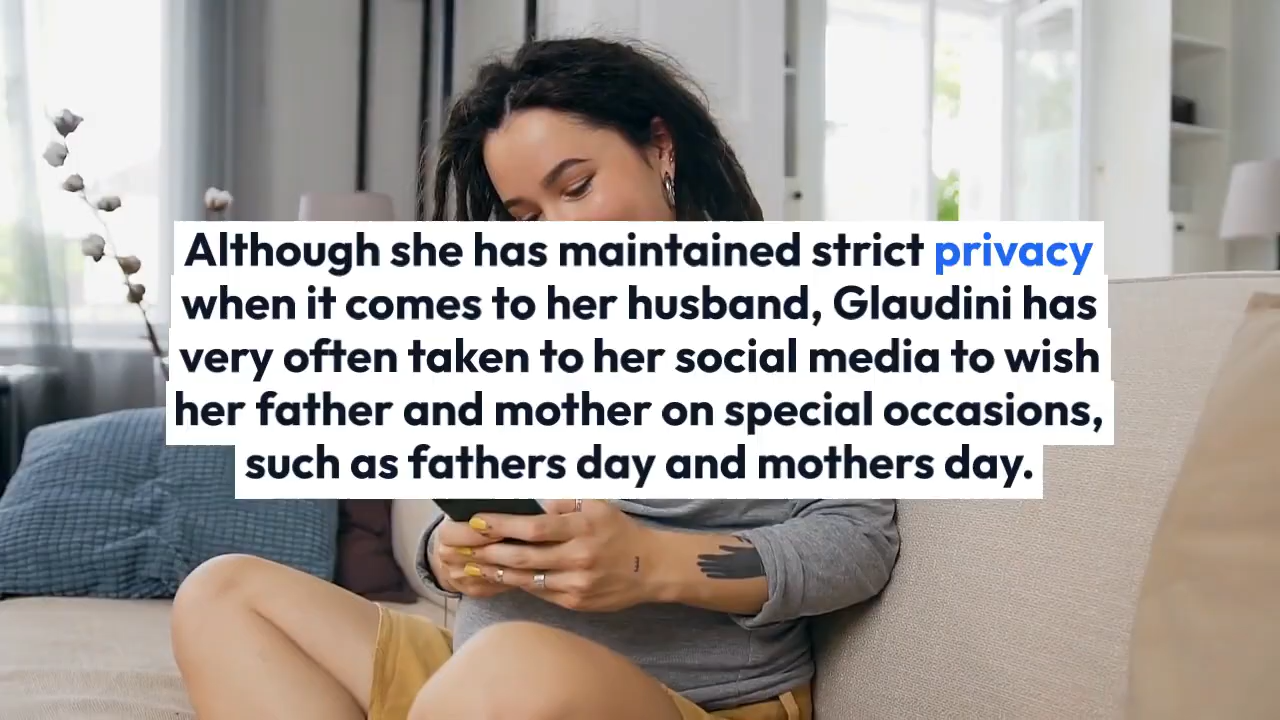 Although she has maintained strict privacy
when it comes to her husband, Glaudini has
very often taken to her social media to wish
her father and mother on special occasions,
such as fathers day and mothers day.